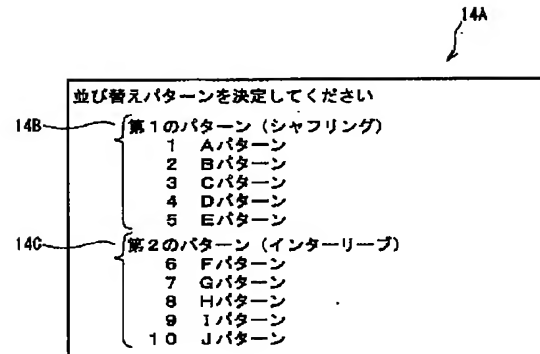 14A
並び替えパターンを決定してください
14B 第1のパターン（シャフリング）
1 Aパターン
2 Bパターン
3 Cパターン
4 Dパターン
5 Eパターン
14C 第2のパターン（インターリーブ）
6 Fパターン
7 Gパターン
8 Hパターン
9 Iパターン
10 Jパターン